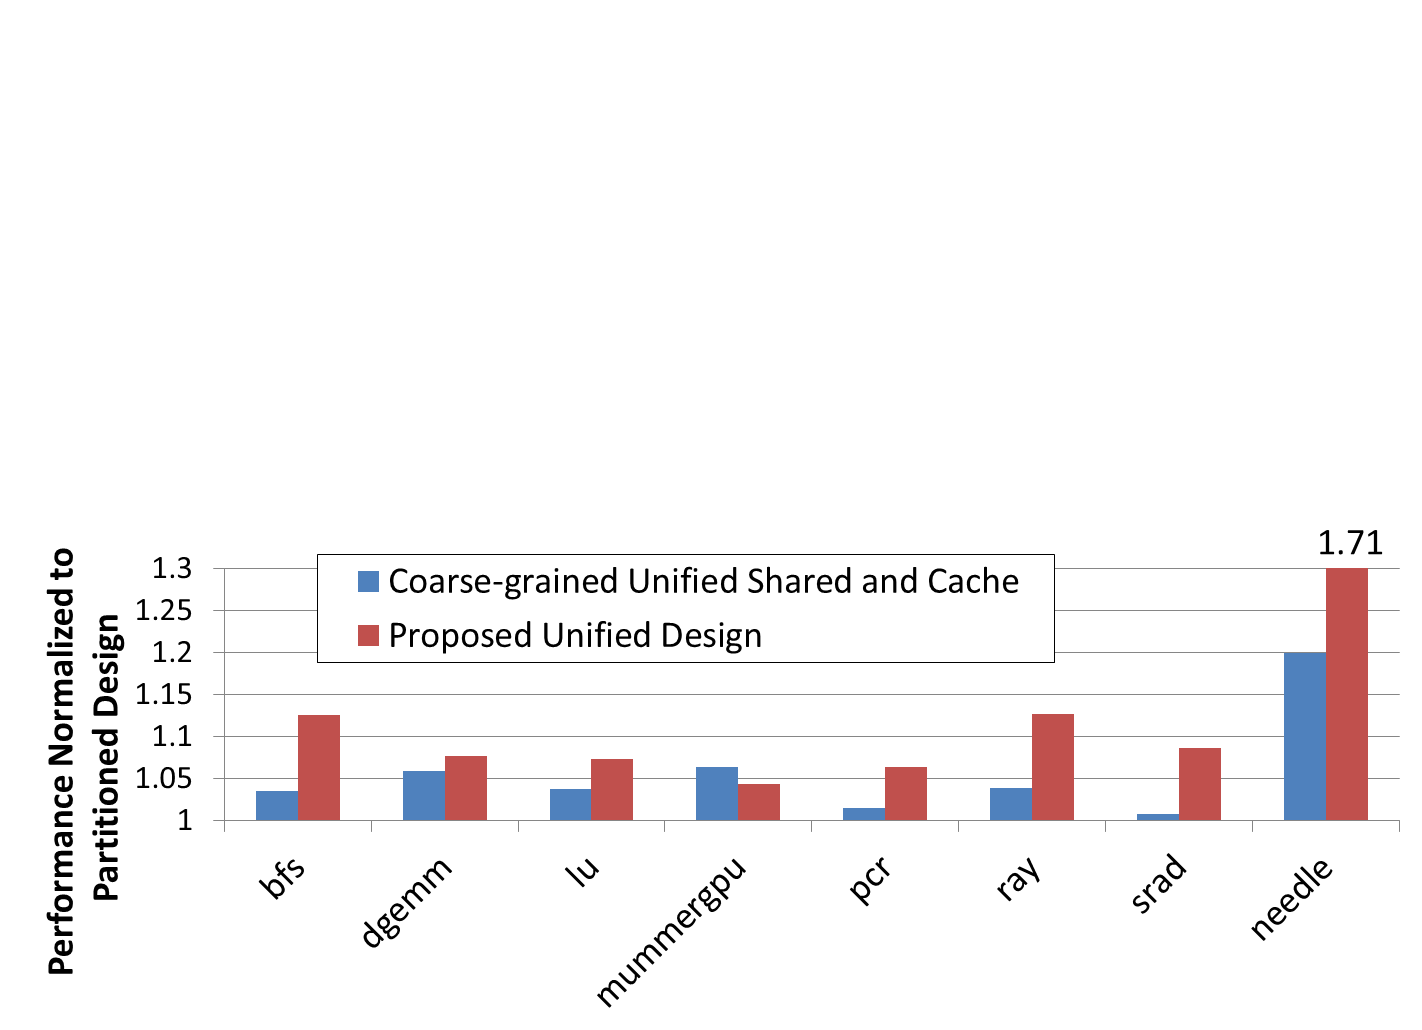 1.71
Performance Normalized to
Partitioned Design
1.3
1.25
1.2
1.15
1.1
1.05
1
Coarse-grained Unified Shared and Cache
Proposed Unified Design
bfs
dgemm
lu
mummergpu
pcr
ray
srad
needle